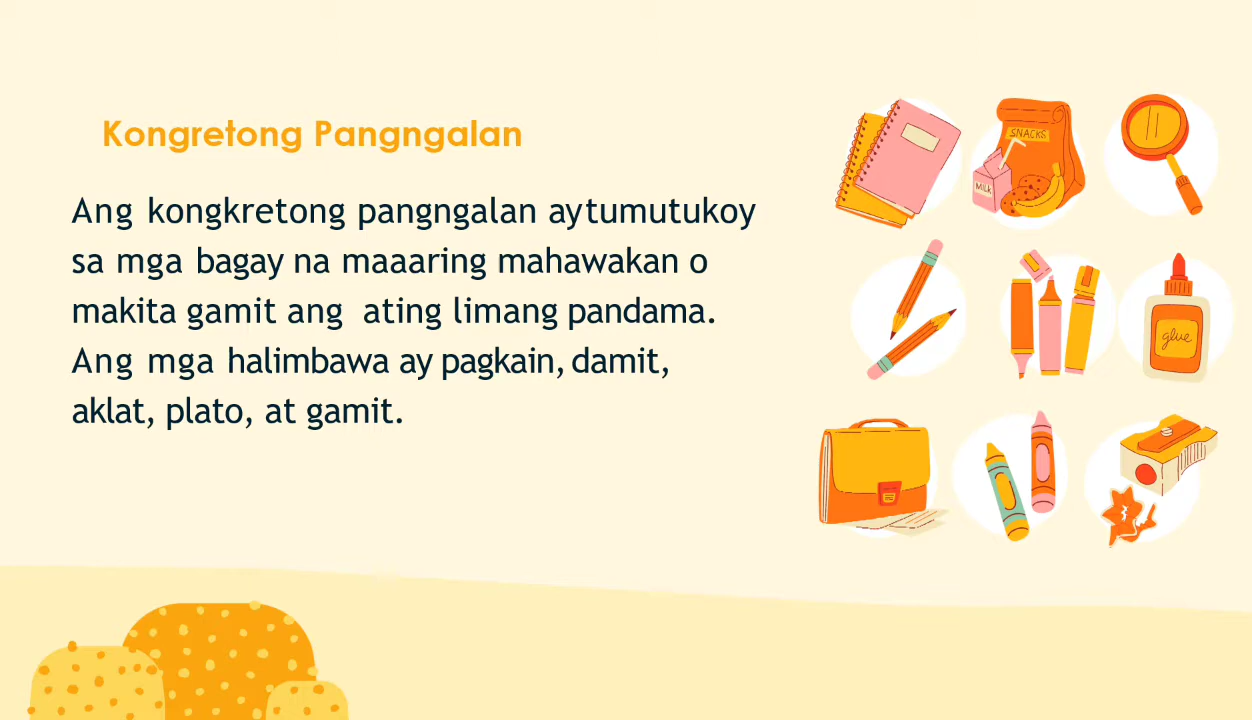 Kongretong Pangngalan
Ang kongkretong pangngalan aytumutukoy
sa mga bagay na maaaring mahawakan o
makita gamit ang ating limang pandama.
Ang mga halimbawa ay pagkain, damit,
aklat, plato, at gamit.
SNACKS
MILK
glue